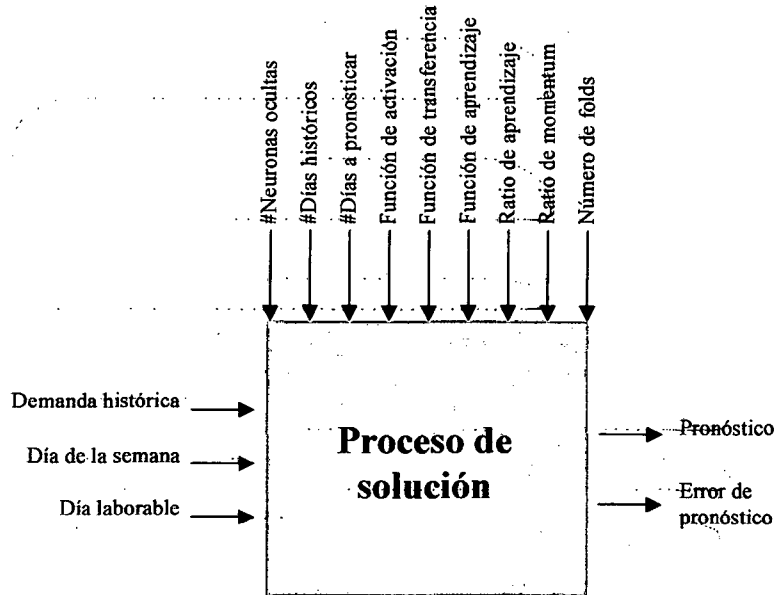 #Neuronas ocultas
#Días históricos
#Días a pronosticar
Función de activación
Función de transferencia
Función de aprendizaje
Ratio de aprendizaje
Ratio de momentum
Número de folds
Demanda histórica
Día de la semana
Día laborable
Proceso de
solución
Pronóstico
Error de
pronóstico